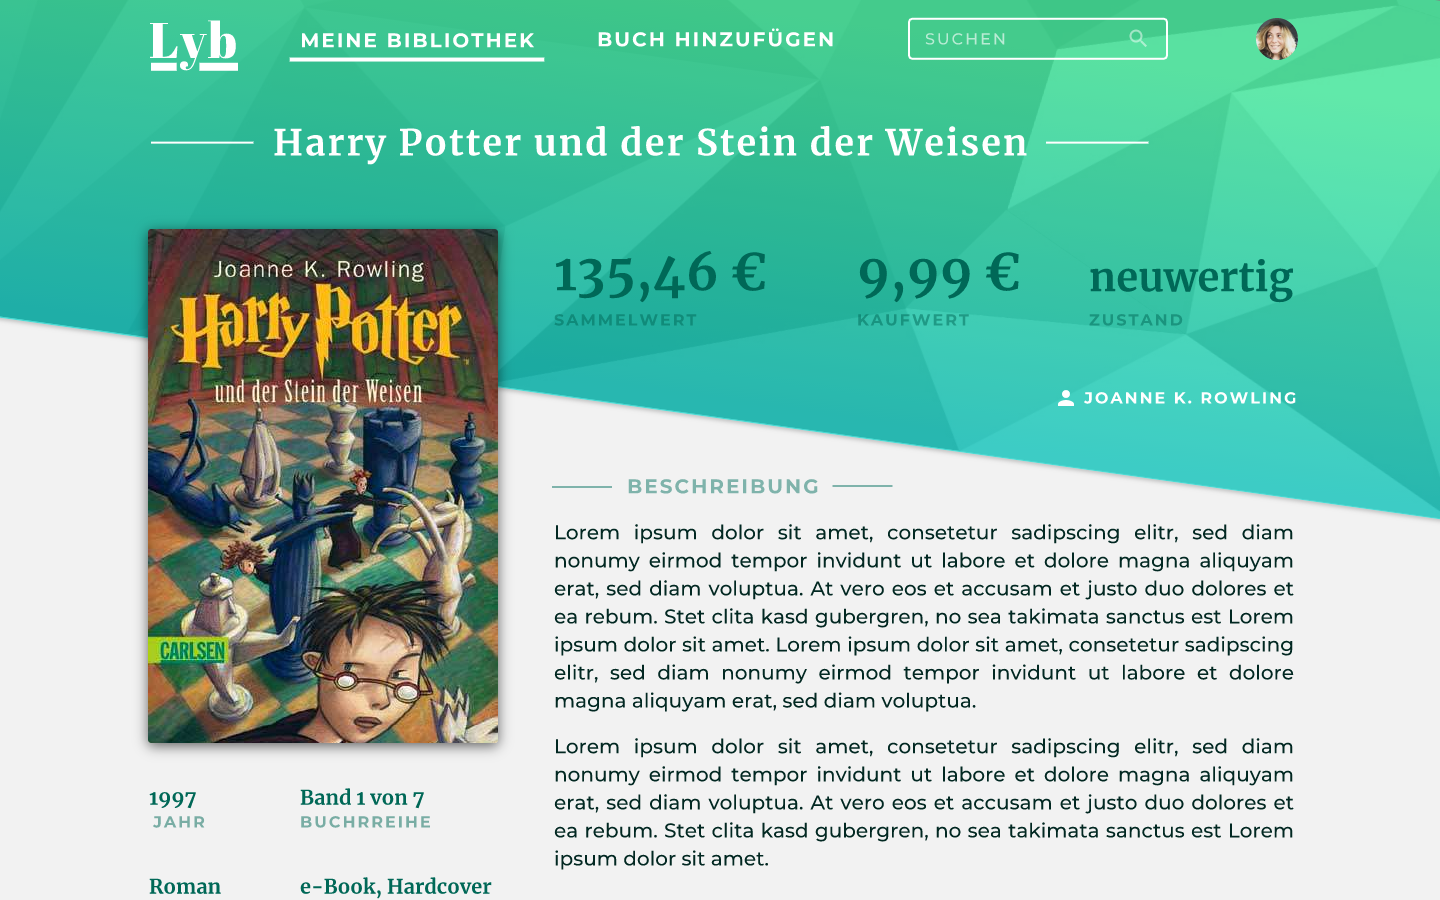 Lyb
MEINE BIBLIOTHEK
BUCH HINZUFÜGEN
SUCHEN
Harry Potter und der Stein der Weisen
Joanne K. Rowling
Harry Potter
und der Stein der Weisen
CARLSEN
135,46 €
SAMMELWERT
9,99 €
KAUFWERT
neuwertig
ZUSTAND
JOANNE K. ROWLING
BESCHREIBUNG
Lorem ipsum dolor sit amet, consetetur sadipscing elitr, sed diam
nonumy eirmod tempor invidunt ut labore et dolore magna aliquyam
erat, sed diam voluptua. At vero eos et accusam et justo duo dolores et
ea rebum. Stet clita kasd gubergren, no sea takimata sanctus est Lorem
ipsum dolor sit amet. Lorem ipsum dolor sit amet, consetetur sadipscing
elitr, sed diam nonumy eirmod tempor invidunt ut labore et dolore
magna aliquyam erat, sed diam voluptua.
Lorem ipsum dolor sit amet, consetetur sadipscing elitr, sed diam
nonumy eirmod tempor invidunt ut labore et dolore magna aliquyam
erat, sed diam voluptua. At vero eos et accusam et justo duo dolores et
ea rebum. Stet clita kasd gubergren, no sea takimata sanctus est Lorem
ipsum dolor sit amet.
1997
JAHR
Band 1 von 7
BUCHRREIHE
Roman
e-Book, Hardcover